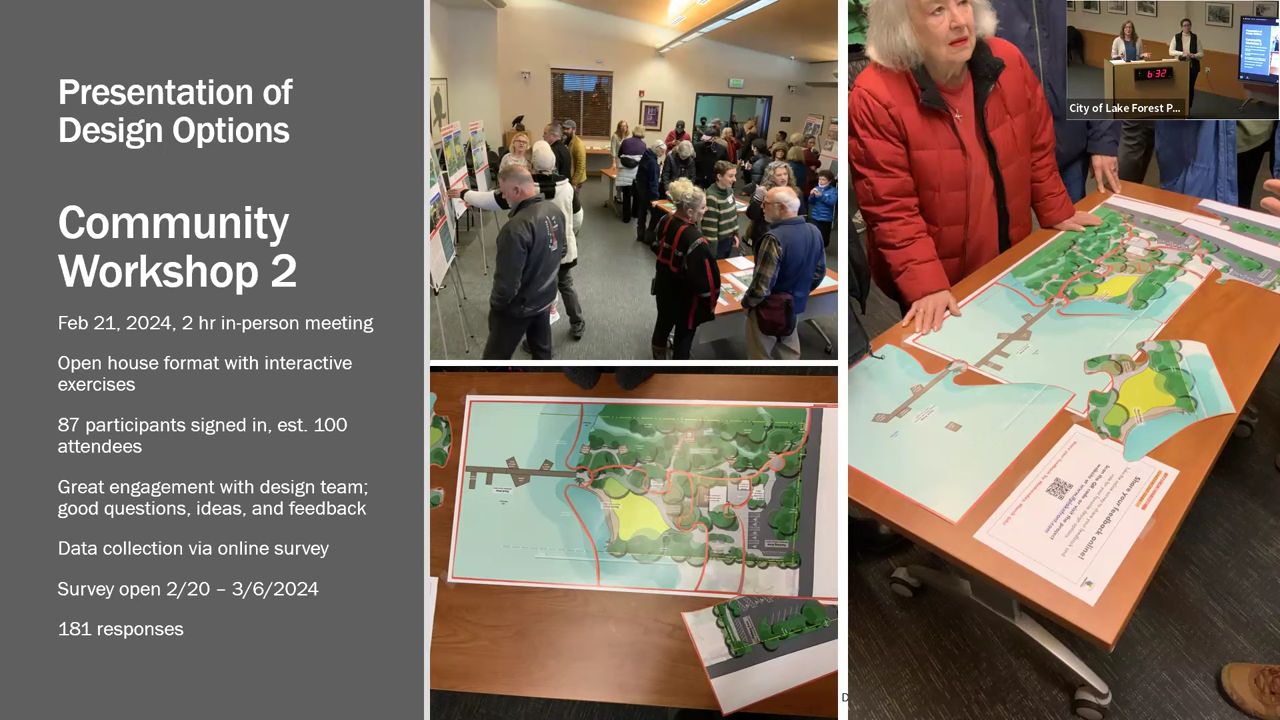 Presentation of
Design Options
Community
Workshop 2
Feb 21, 2024, 2 hr in-person meeting
Open house format with interactive
exercises
87 participants signed in, est. 100
attendees
Great engagement with design team;
good questions, ideas, and feedback
Data collection via online survey
Survey open 2/20 – 3/6/2024
181 responses
6:32
City of Lake Forest P...
Share your feedback online!
D